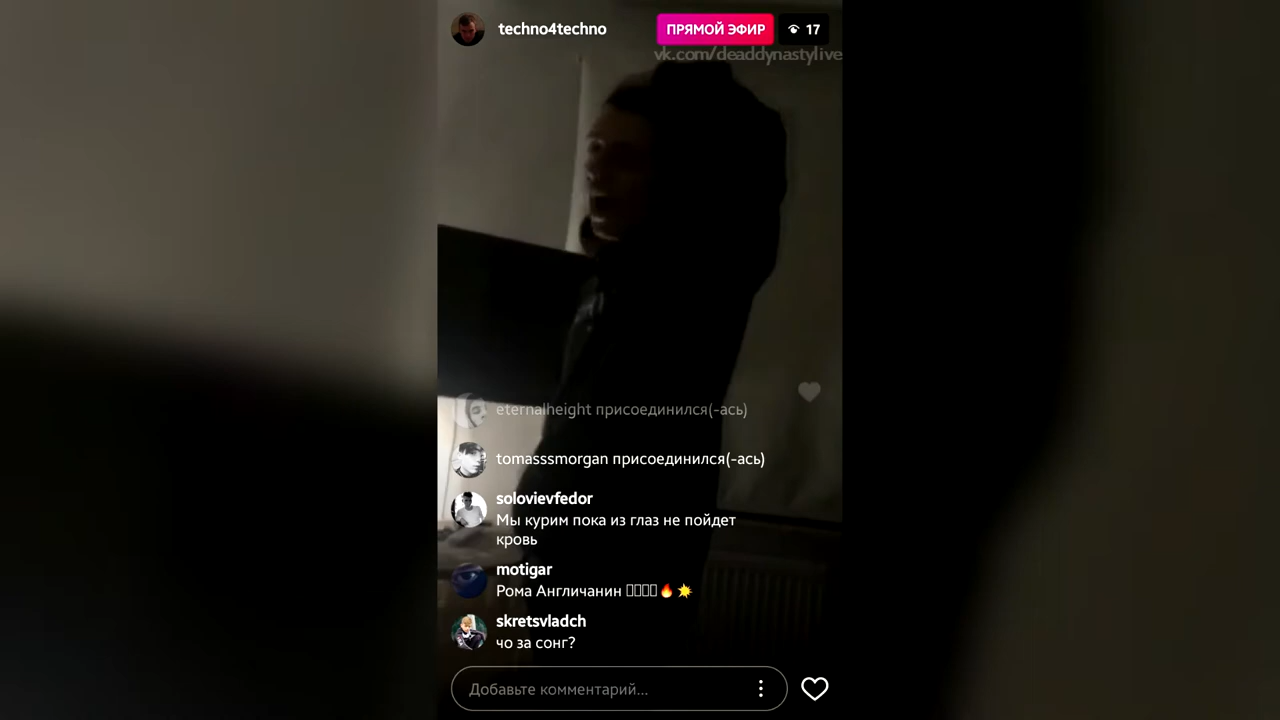 techno4techno
ПРЯМОЙ ЭФИР
17
vk.com/deaddynastylive
eternalheight присоединился(-ась)
tomasssmorgan присоединился(-ась)
solovievfedor
Мы курим пока из глаз не пойдет
кровь
motigar
Рома Англичанин 🔥☀️
skretsvladch
чо за сонг?
Добавьте комментарий...